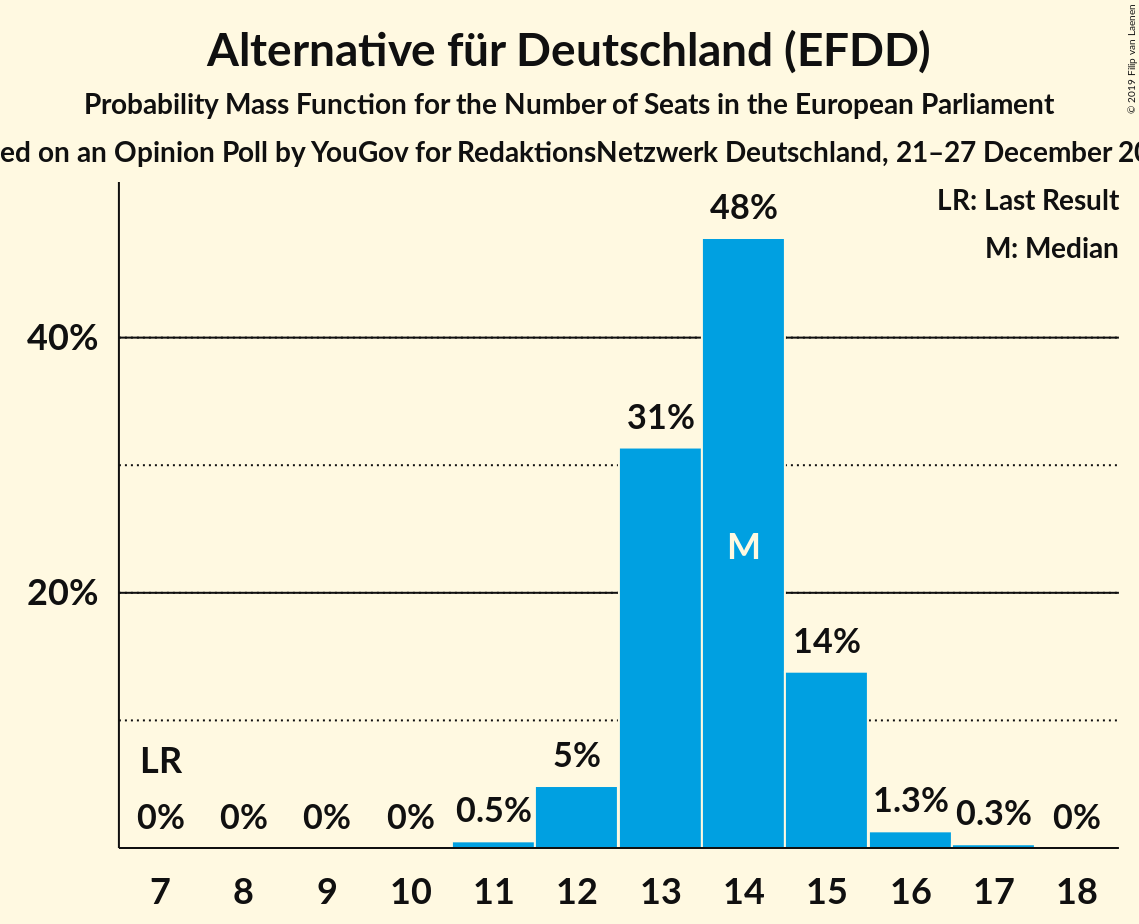 Alternative für Deutschland (EFDD)
Probability Mass Function for the Number of Seats in the European Parliament
on an Opinion Poll by YouGov for RedaktionsNetzwerk Deutschland, 21–27 December
© 2019 Filip van Laenen
LR: Last Result
M: Median
48%
40%
31%
M
20%
14%
LR
5%
0% 0% 0% 0% 0.5% 1.3% 0.3% 0%
7 8 9 10 11 12 13 14 15 16 17 18